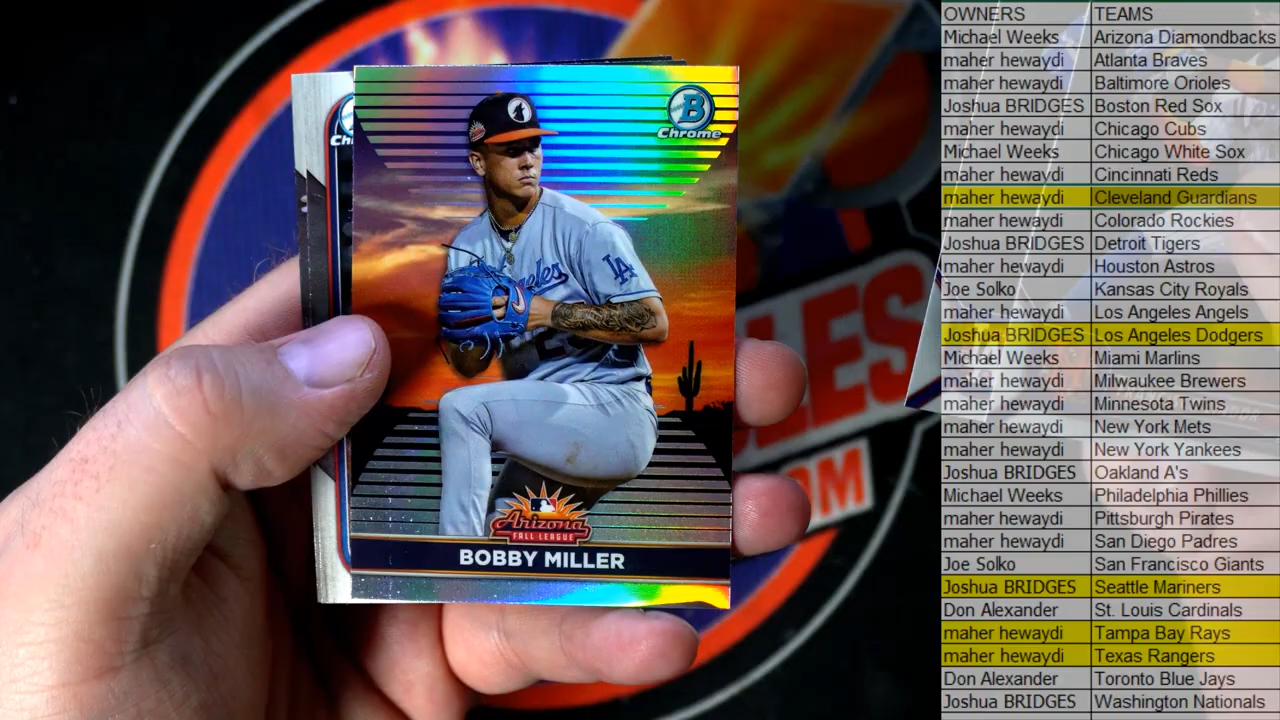 B
Chrome
Angeles
LA
Arizona
FALL LEAGUE
BOBBY MILLER
Ch
LES
OM
OWNERS TEAMS
Michael Weeks Arizona Diamondbacks
maher hewaydi Atlanta Braves
maher hewaydi Baltimore Orioles
Joshua BRIDGES Boston Red Sox
maher hewaydi Chicago Cubs
Michael Weeks Chicago White Sox
maher hewaydi Cincinnati Reds
maher hewaydi Cleveland Guardians
maher hewaydi Colorado Rockies
Joshua BRIDGES Detroit Tigers
maher hewaydi Houston Astros
Joe Solko Kansas City Royals
maher hewaydi Los Angeles Angels
Joshua BRIDGES Los Angeles Dodgers
Michael Weeks Miami Marlins
maher hewaydi Milwaukee Brewers
maher hewaydi Minnesota Twins
maher hewaydi New York Mets
maher hewaydi New York Yankees
Joshua BRIDGES Oakland A's
Michael Weeks Philadelphia Phillies
maher hewaydi Pittsburgh Pirates
maher hewaydi San Diego Padres
Joe Solko San Francisco Giants
Joshua BRIDGES Seattle Mariners
Don Alexander St. Louis Cardinals
maher hewaydi Tampa Bay Rays
maher hewaydi Texas Rangers
Don Alexander Toronto Blue Jays
Joshua BRIDGES Washington Nationals